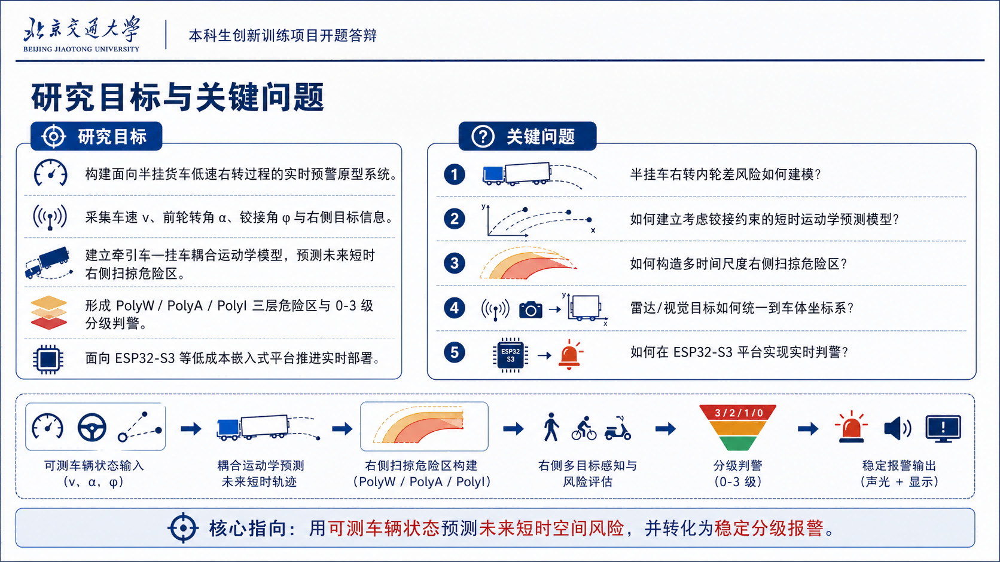 北京交通大学
BEIJING JIAOTONG UNIVERSITY
本科生创新训练项目开题答辩
研究目标与关键问题
研究目标
构建面向半挂货车低速右转过程的实时预警原型系统。
采集车速 v、前轮转角 α、铰接角 φ 与右侧目标信息。
建立牵引车—挂车耦合运动学模型，预测未来短时
右侧扫掠危险区。
形成 PolyW / PolyA / PolyI 三层危险区与 0-3 级
分级判警。
面向 ESP32-S3 等低成本嵌入式平台推进实时部署。
? 关键问题
1 半挂车右转内轮差风险如何建模?
2 y x 如何建立考虑铰接约束的短时运动学预测模型?
3 如何构造多时间尺度右侧扫掠危险区?
4 y x 雷达/视觉目标如何统一到车体坐标系?
5 ESP32 S3 如何在 ESP32-S3 平台实现实时判警?
可测车辆状态输入
（v, α, φ）
耦合运动学预测
未来短时轨迹
右侧扫掠危险区构建
（PolyW / PolyA / PolyI）
右侧多目标感知与
风险评估
3/2/1/0
分级判警
（0-3 级）
!
稳定报警输出
（声光 + 显示）
核心指向：用可测车辆状态预测未来短时空间风险，并转化为稳定分级报警。